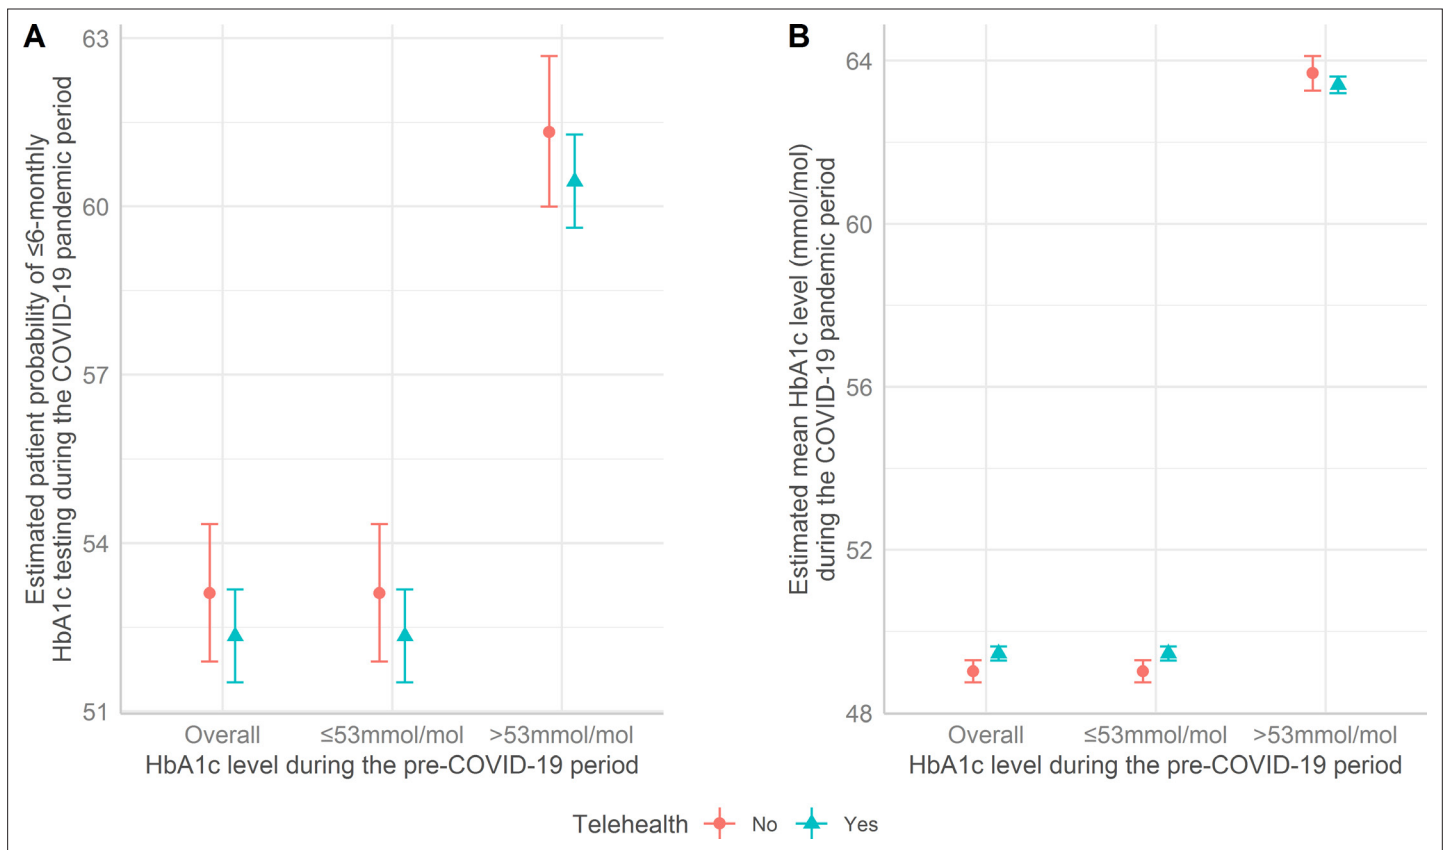 A
Estimated patient probability of ≤6-monthly
HbA1c testing during the COVID-19 pandemic period
63
60
57
54
51
Overall
≤53mmol/mol
>53mmol/mol
HbA1c level during the pre-COVID-19 period
B
Estimated mean HbA1c level (mmol/mol)
during the COVID-19 pandemic period
64
60
56
52
48
Overall
≤53mmol/mol
>53mmol/mol
HbA1c level during the pre-COVID-19 period
Telehealth No Yes